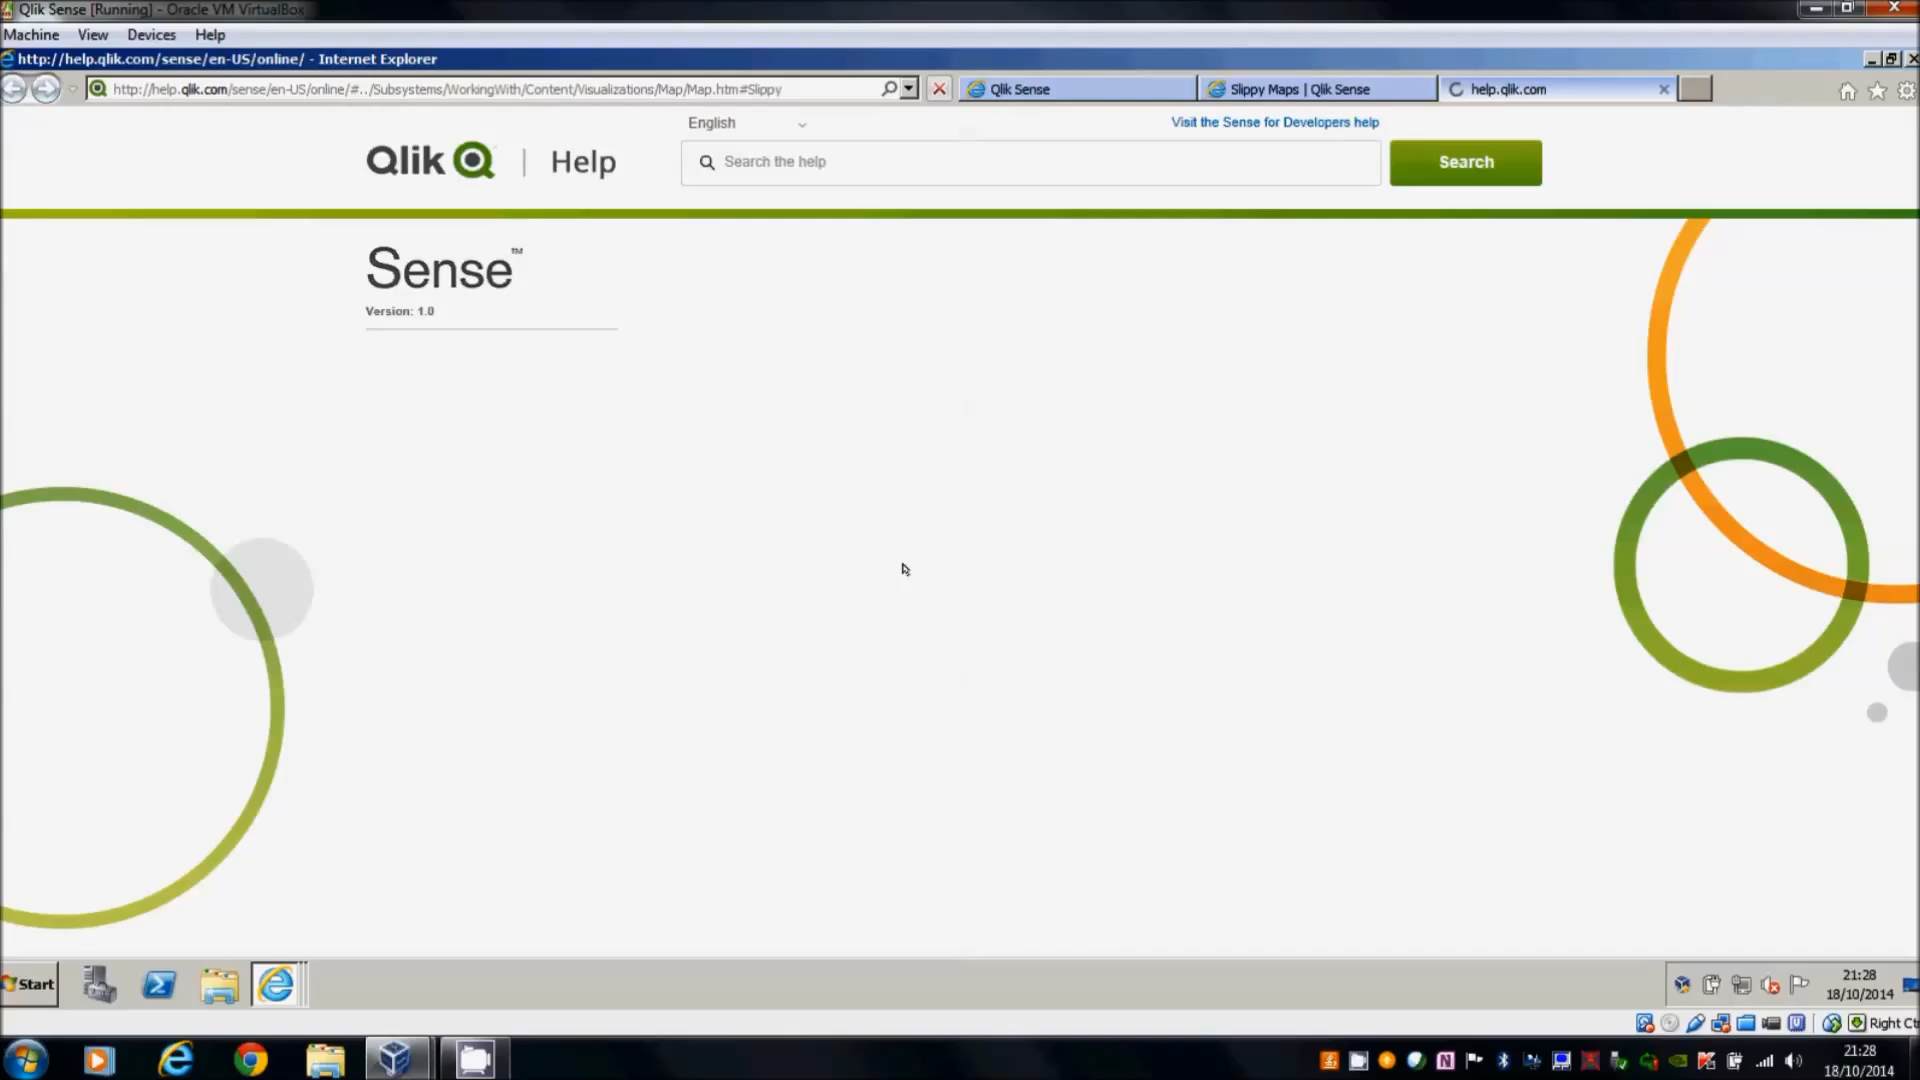 Qlik Sense [Running] - Oracle VM VirtualBox
Machine View Devices Help
http://help.qlik.com/sense/en-US/online/ - Internet Explorer
http://help.qlik.com/sense/en-US/online/#../Subsystems/WorkingWith/Content/Visualizations/Map/Map.htm#Slippy
Qlik Sense
Slippy Maps | Qlik Sense
help.qlik.com
English
Visit the Sense for Developers help
Qlik | Help
Search the help
Search
Sense™
Version: 1.0
Start
21:28
18/10/2014
Right Ct
21:28
18/10/2014